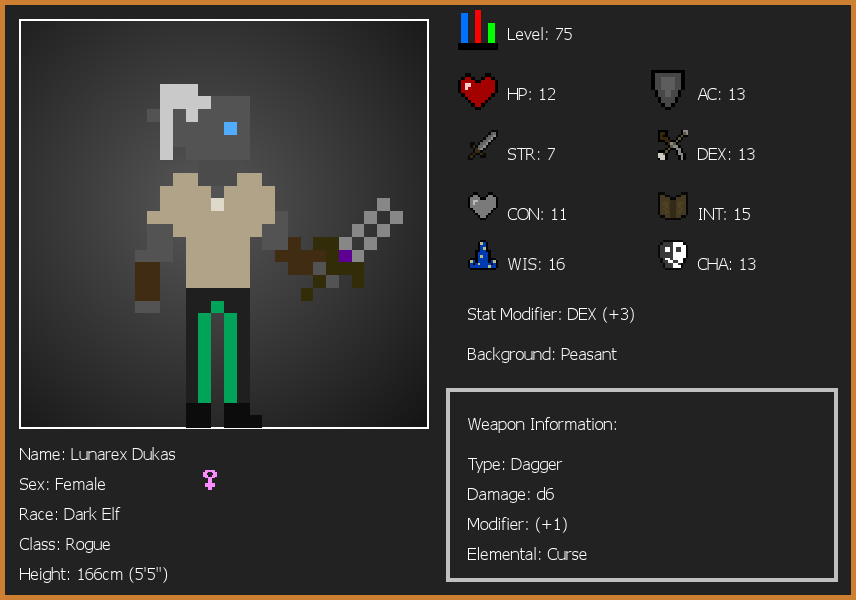 Level: 75
HP: 12
AC: 13
STR: 7
DEX: 13
CON: 11
INT: 15
WIS: 16
CHA: 13
Stat Modifier: DEX (+3)
Background: Peasant
Weapon Information:
Type: Dagger
Damage: d6
Modifier: (+1)
Elemental: Curse
Name: Lunarex Dukas
Sex: Female
Race: Dark Elf
Class: Rogue
Height: 166cm (5'5")